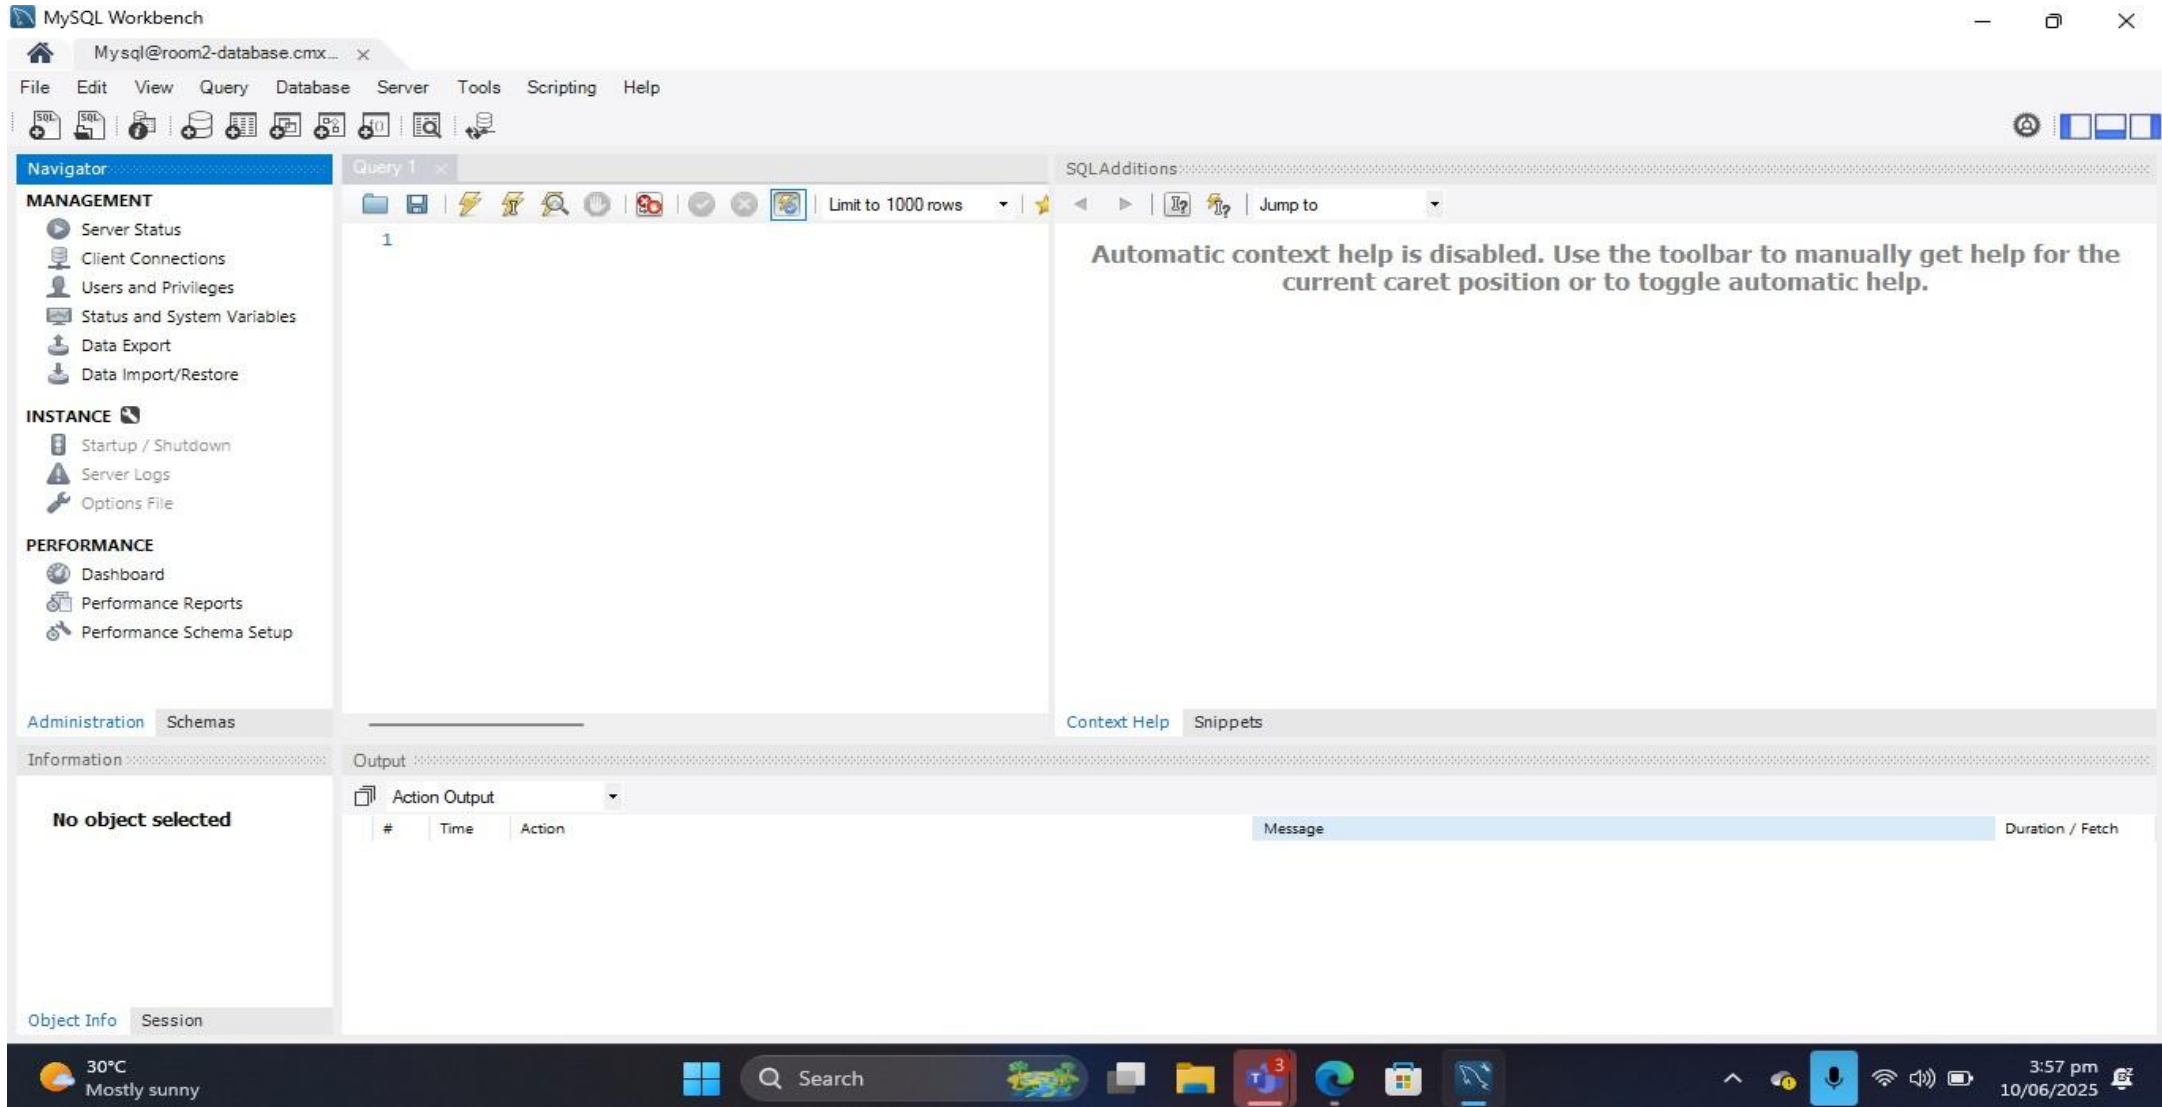 MySQL Workbench
Mysql@room2-database.cmx...
File Edit View Query Database Server Tools Scripting Help
Navigator
MANAGEMENT
Server Status
Client Connections
Users and Privileges
Status and System Variables
Data Export
Data Import/Restore
INSTANCE
Startup / Shutdown
Server Logs
Options File
PERFORMANCE
Dashboard
Performance Reports
Performance Schema Setup
Administration Schemas
Query 1
Limit to 1000 rows
1
SQLAdditions
Jump to
Automatic context help is disabled. Use the toolbar to manually get help for the
current caret position or to toggle automatic help.
Context Help Snippets
Information
No object selected
Object Info Session
Output
Action Output
# Time Action Message Duration / Fetch
30°C
Mostly sunny
Search
3
3:57 pm
10/06/2025